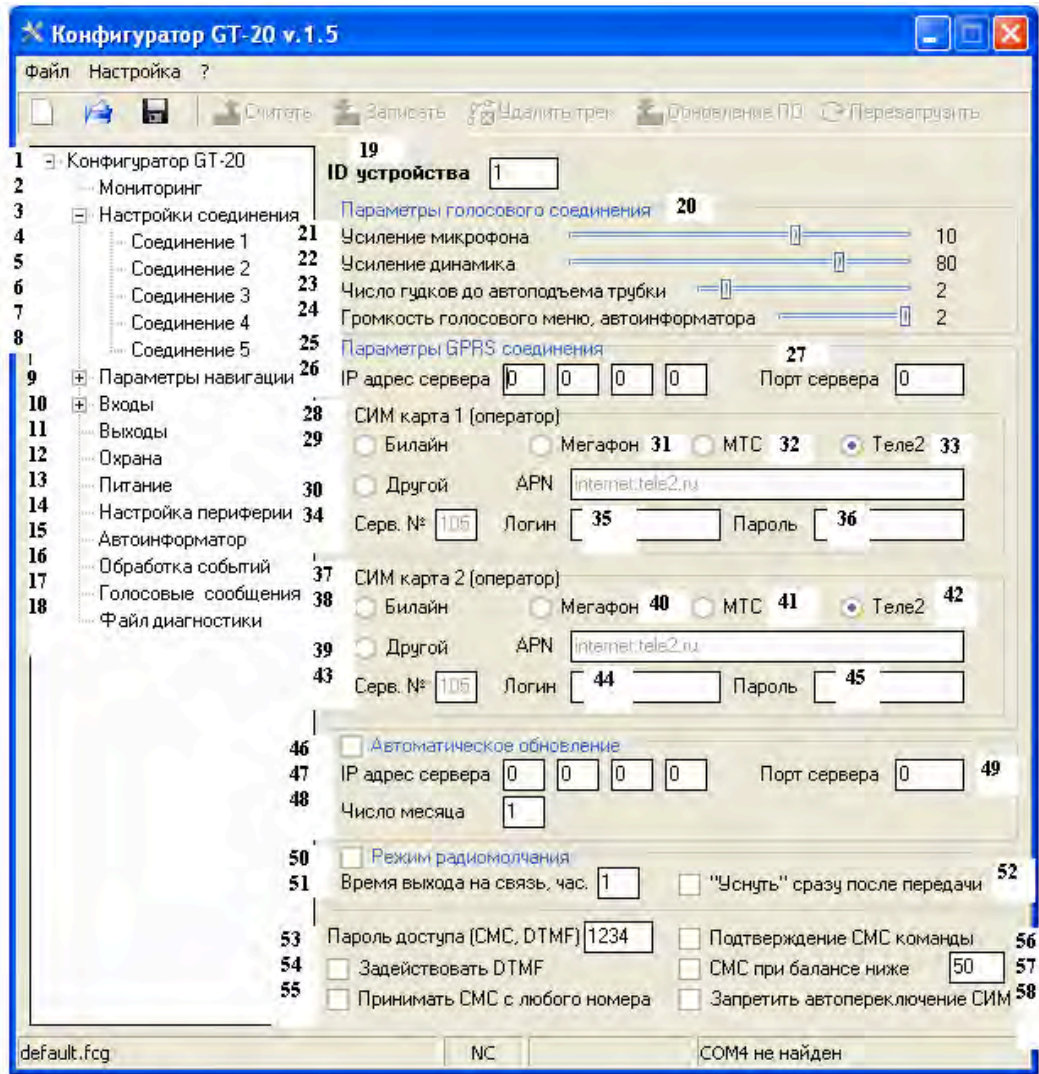 Конфигуратор GT-20 v.1.5
Файл Настройка ?
Считать Записать Удалить трек Обновление ПО Перезагрузить
1 Конфигуратор GT-20
2 Мониторинг
3 Настройки соединения
4 Соединение 1
5 Соединение 2
6 Соединение 3
7 Соединение 4
8 Соединение 5
9 Параметры навигации
10 Входы
11 Выходы
12 Охрана
13 Питание
14 Настройка периферии
15 Автоинформатор
16 Обработка событий
17 Голосовые сообщения
18 Файл диагностики
19
ID устройства 1
Параметры голосового соединения 20
21 Усиление микрофона 10
22 Усиление динамика 80
23 Число гудков до автоподъема трубки 2
24 Громкость голосового меню, автоинформатора 2
25 Параметры GPRS соединения
26 IP адрес сервера 0 0 0 0 27 Порт сервера 0
28 СИМ карта 1 (оператор)
29 Билайн Мегафон 31 МТС 32 Теле2 33
30 Другой APN internet.tele2.ru
34 Серв. № 105 Логин 35 Пароль 36
37 СИМ карта 2 (оператор)
38 Билайн Мегафон 40 МТС 41 Теле2 42
39 Другой APN internet.tele2.ru
43 Серв. № 105 Логин 44 Пароль 45
46 Автоматическое обновление
47 IP адрес сервера 0 0 0 0 Порт сервера 0 49
48 Число месяца 1
50 Режим радиомолчания
51 Время выхода на связь, час. 1 "Уснуть" сразу после передачи 52
53 Пароль доступа (СМС, DTMF) 1234 Подтверждение СМС команды 56
54 Задействовать DTMF СМС при балансе ниже 50 57
55 Принимать СМС с любого номера Запретить автопереключение СИМ 58
default.fcg NC COM4 не найден